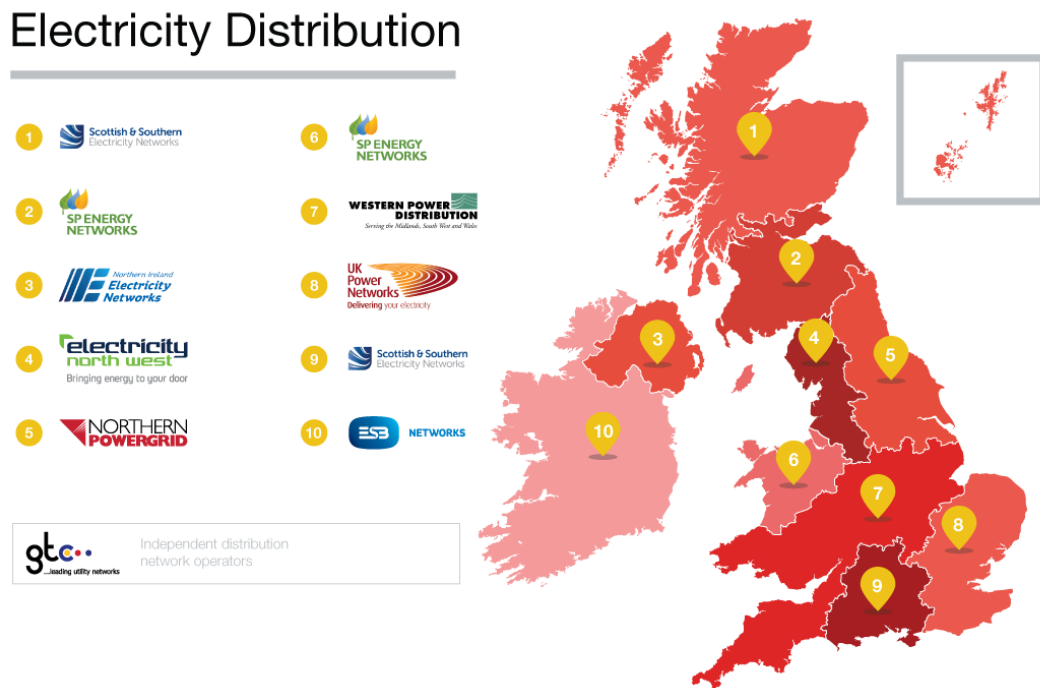 Electricity Distribution
1
Scottish & Southern
Electricity Networks
2
SP ENERGY
NETWORKS
3
Northern Ireland
Electricity
Networks
4
electricity
north west
Bringing energy to your door
5
NORTHERN
POWERGRID
6
SP ENERGY
NETWORKS
7
WESTERN POWER
DISTRIBUTION
Serving the Midlands, South West and Wales
8
UK
Power
Networks
Delivering your electricity
9
Scottish & Southern
Electricity Networks
10
ESB NETWORKS
gtc
...leading utility networks
Independent distribution
network operators
1
2
3
4
5
10
6
7
8
9